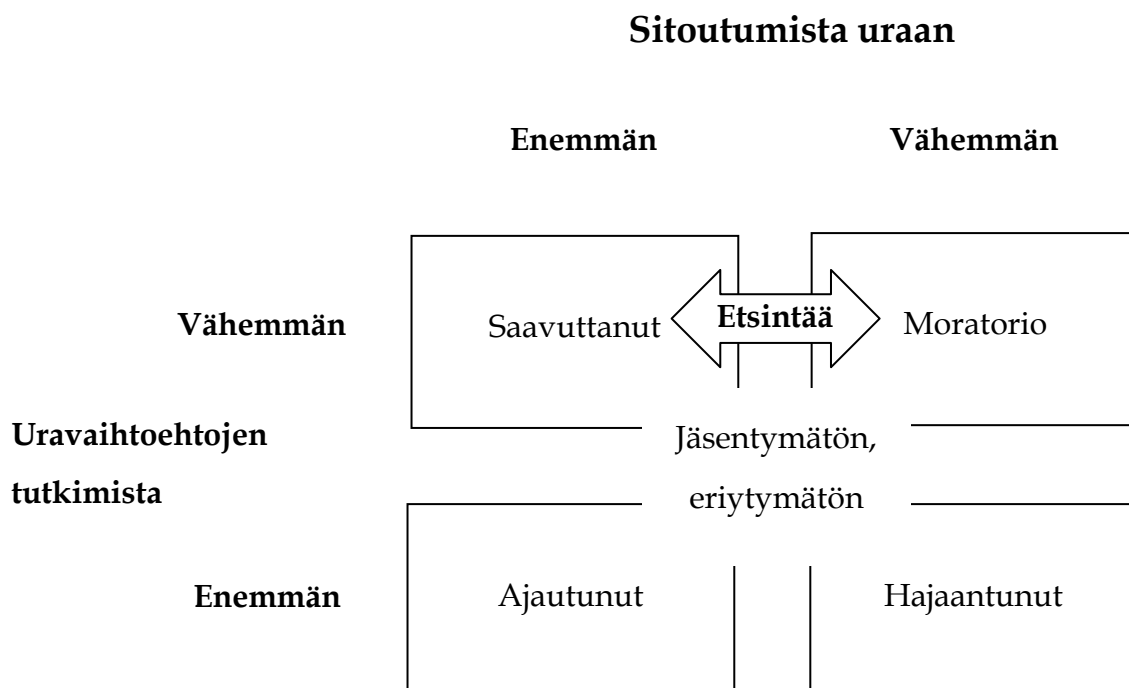 Sitoutumista uraan
Enemmän
Vähemmän
Vähemmän
Saavuttanut
Etsintää
Moratorio
Uravaihtoehtojen
tutkimista
Jäsentymätön,
eriytymätön
Enemmän
Ajautunut
Hajaantunut